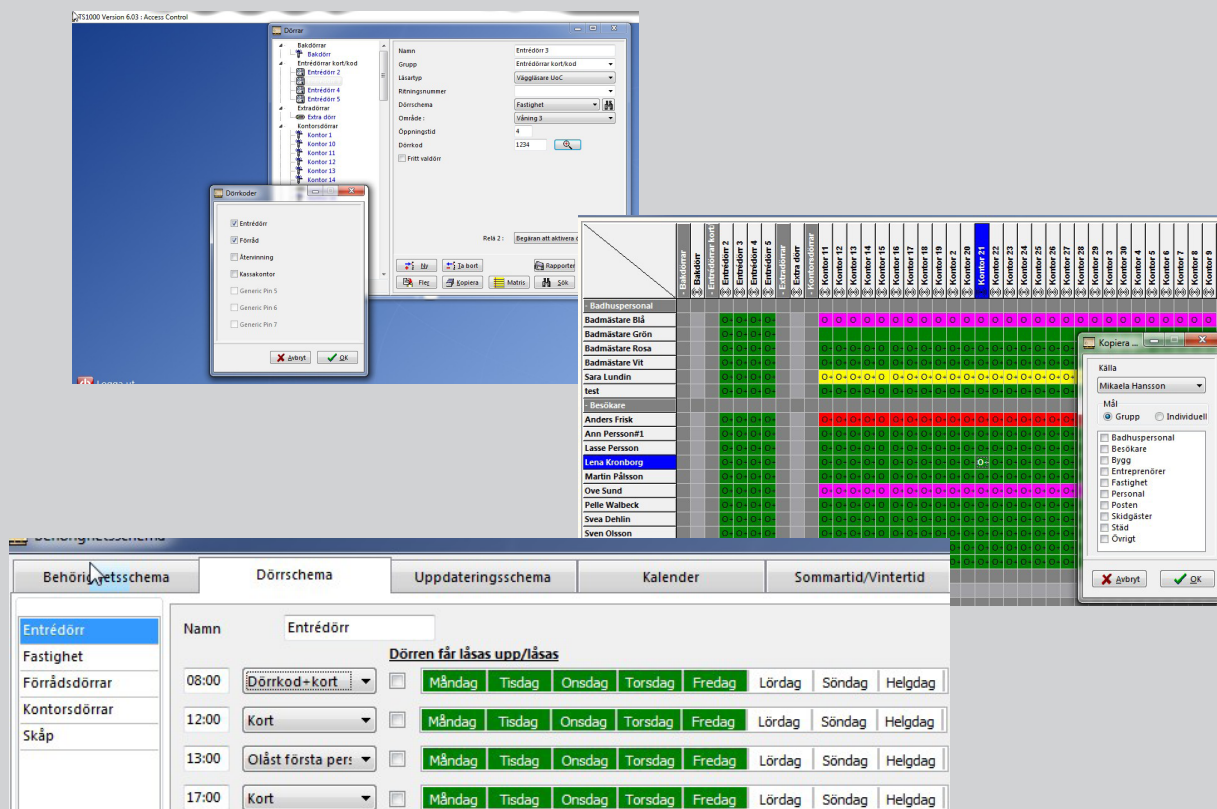 TS1000 Version 6.03 : Access Control
Dörrar
Bakdörrar
Bakdörr
Entrédörrar kort/kod
Entrédörr 2
Entrédörr 4
Entrédörr 5
Extradörrar
Extra dörr
Kontorsdörrar
Kontor 1
Kontor 10
Kontor 11
Kontor 12
Kontor 13
Kontor 14
Namn Entrédörr 3
Grupp Entrédörrar kort/kod
Läsartyp Väggläsare UoC
Ritningsnummer
Dörrschema Fastighet
Område : Våning 3
Öppningstid 4
Dörrkod 1234
Fritt valdörr
Relä 2 : Begäran att aktivera
Ny Ta bort Rapporter
Fler Kopiera Matris Sök
Dörrkoder
Entrédörr
Förråd
Återvinning
Kassakontor
Generic Pin 5
Generic Pin 6
Generic Pin 7
Avbryt OK
Logga ut
- Bakdörrar
Bakdörr
- Entrédörrar kort/
Entrédörr 2
Entrédörr 3
Entrédörr 4
Entrédörr 5
- Extradörrar
Extra dörr
- Kontorsdörrar
Kontor 11
Kontor 12
Kontor 13
Kontor 14
Kontor 15
Kontor 16
Kontor 17
Kontor 18
Kontor 19
Kontor 2
Kontor 20
Kontor 21
Kontor 22
Kontor 23
Kontor 24
Kontor 25
Kontor 26
Kontor 27
Kontor 28
Kontor 29
Kontor 3
Kontor 30
Kontor 4
Kontor 5
Kontor 6
Kontor 7
Kontor 8
Kontor 9
- Badhuspersonal
Badmästare Blå
Badmästare Grön
Badmästare Rosa
Badmästare Vit
Sara Lundin
test
- Besökare
Anders Frisk
Ann Persson#1
Lasse Persson
Lena Kronborg
Martin Pålsson
Ove Sund
Pelle Walbeck
Svea Dehlin
Sven Olsson
Kopiera ...
Källa
Mikaela Hansson
Mål
Grupp Individuell
Badhuspersonal
Besökare
Bygg
Entreprenörer
Fastighet
Personal
Posten
Skidgäster
Städ
Övrigt
Avbryt OK
Behörighetsschema
Behörighetsschema Dörrschema Uppdateringsschema Kalender Sommartid/Vintertid
Entrédörr
Fastighet
Förrådsdörrar
Kontorsdörrar
Skåp
Namn Entrédörr
Dörren får låsas upp/låsas
08:00 Dörrkod+kort Måndag Tisdag Onsdag Torsdag Fredag Lördag Söndag Helgdag
12:00 Kort Måndag Tisdag Onsdag Torsdag Fredag Lördag Söndag Helgdag
13:00 Olåst första pers Måndag Tisdag Onsdag Torsdag Fredag Lördag Söndag Helgdag
17:00 Kort Måndag Tisdag Onsdag Torsdag Fredag Lördag Söndag Helgdag